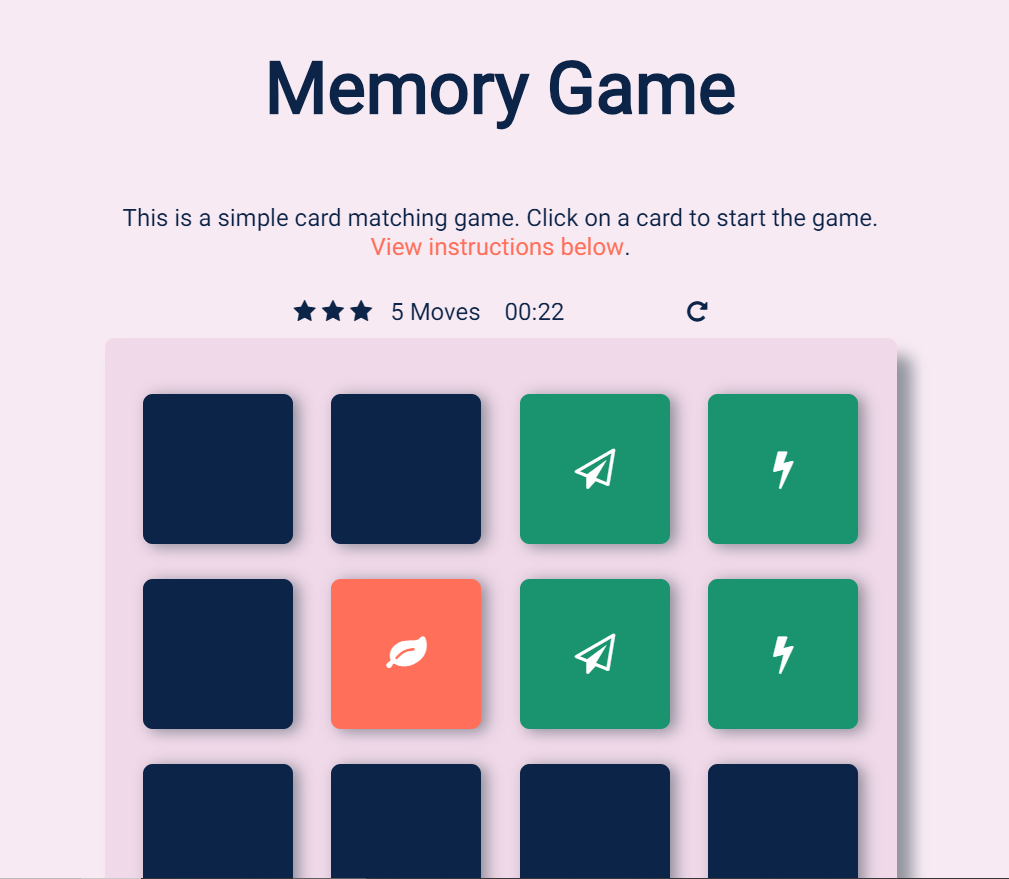 Memory Game
This is a simple card matching game. Click on a card to start the game.
View instructions below.
5 Moves 00:22